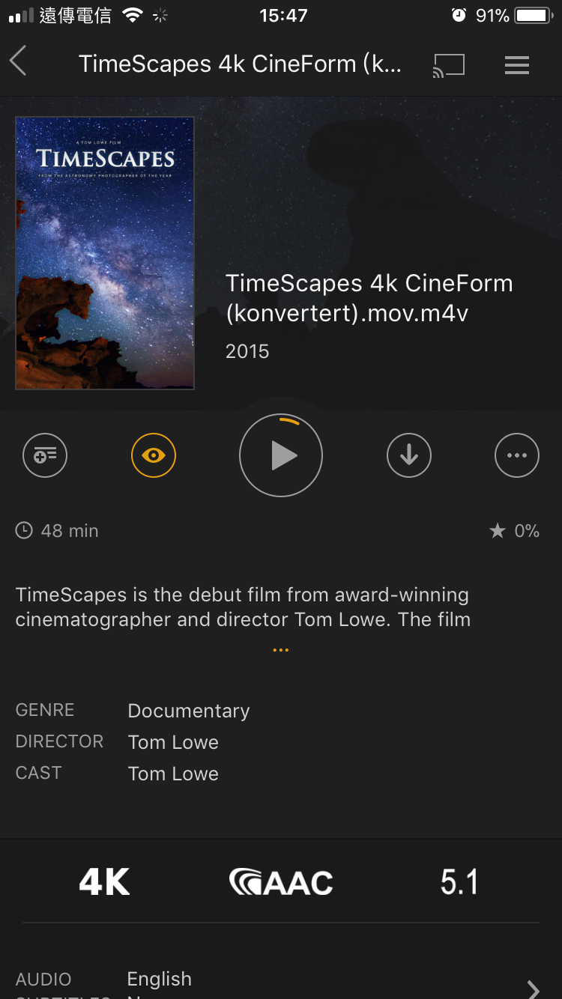 遠傳電信
15:47
91%
TimeScapes 4k CineForm (k...
A TOM LOWE FILM
TIMESCAPES
FROM THE ASTRONOMY PHOTOGRAPHER OF THE YEAR
TimeScapes 4k CineForm
(konvertert).mov.m4v
2015
48 min
0%
TimeScapes is the debut film from award-winning
cinematographer and director Tom Lowe. The film
...
GENRE Documentary
DIRECTOR Tom Lowe
CAST Tom Lowe
4K AAC 5.1
AUDIO English